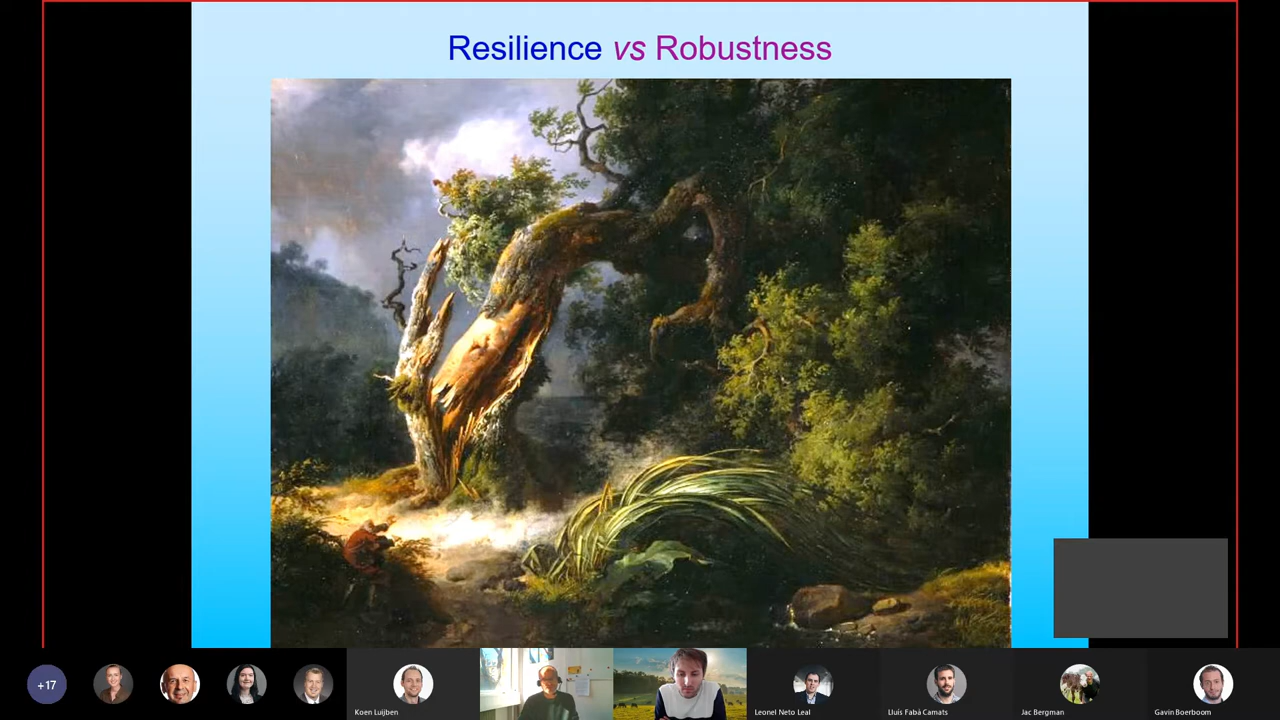 Resilience vs Robustness
+17
Koen Luijben
Leonel Neto Leal
Lluís Fabà Camats
Jac Bergman
Gavin Boerboom